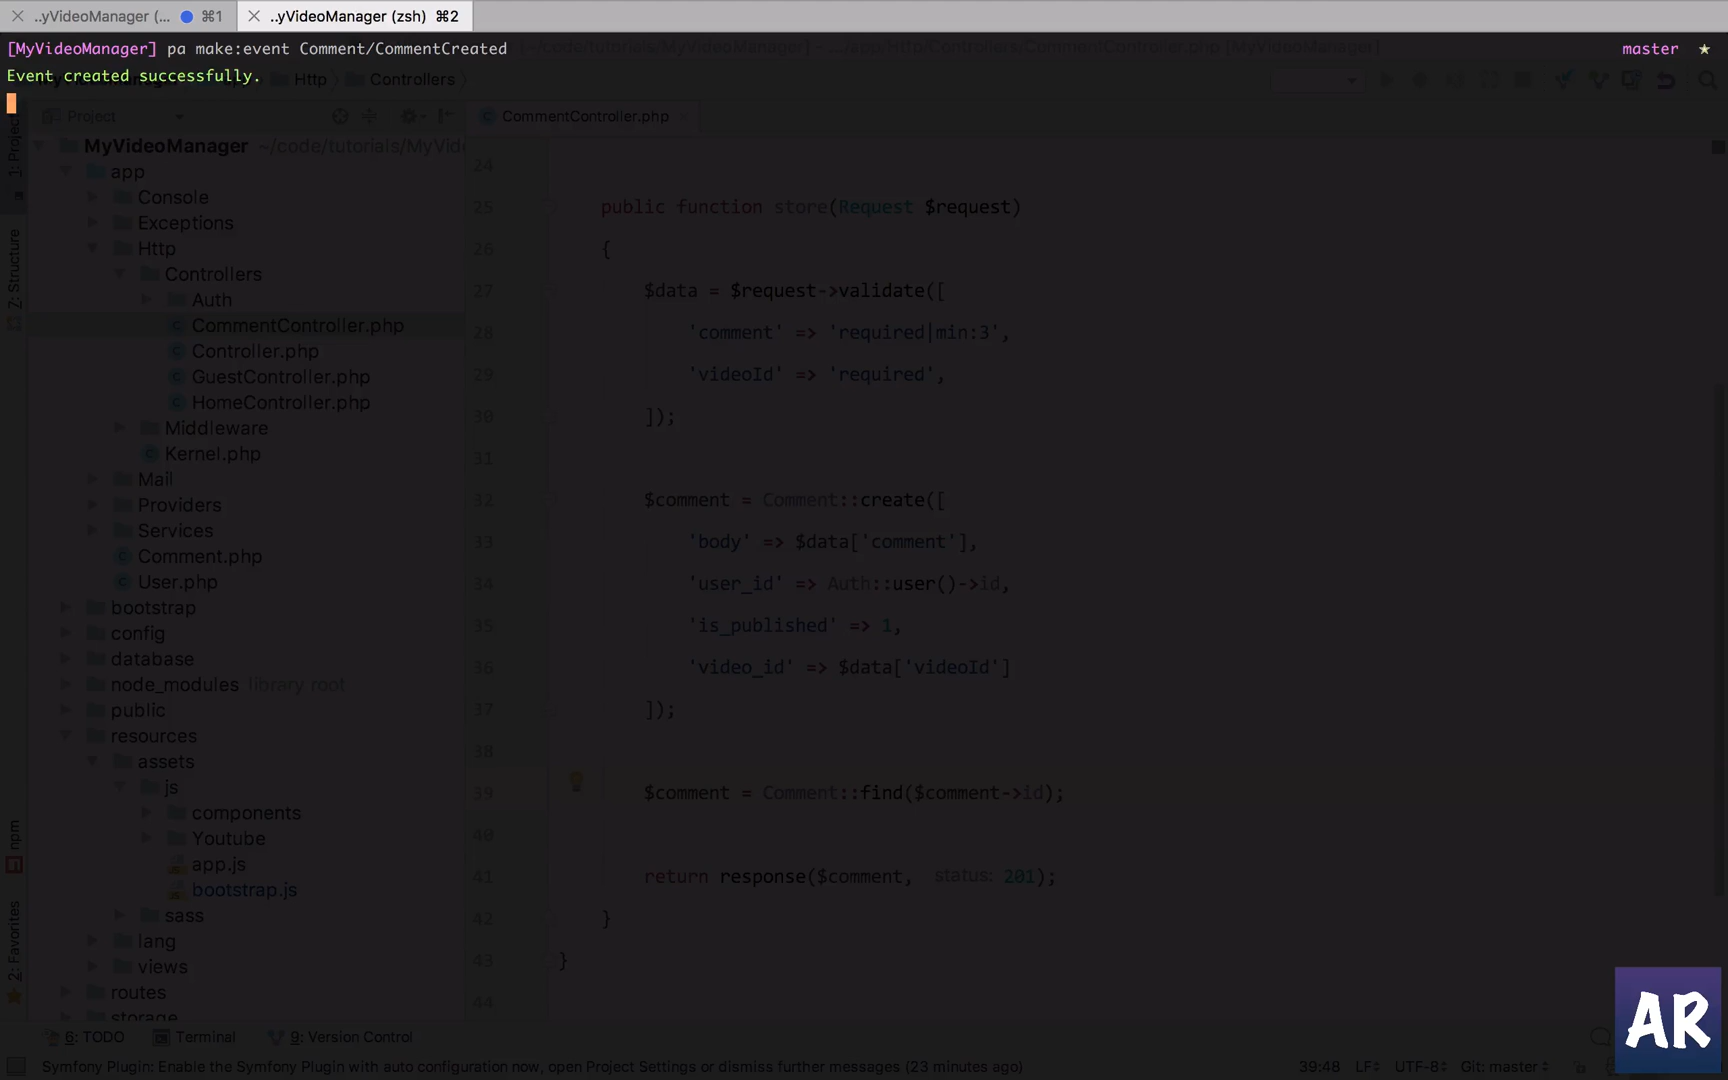 ..yVideoManager (... ⌘1
..yVideoManager (zsh) ⌘2
[MyVideoManager] pa make:event Comment/CommentCreated
master ★
Event created successfully.
Http
Controllers
Project
CommentController.php
1: Project
2: Favorites
Z: Structure
npm
MyVideoManager ~/code/tutorials/MyVid
app
Console
Exceptions
Http
Controllers
Auth
CommentController.php
Controller.php
GuestController.php
HomeController.php
Middleware
Kernel.php
Mail
Providers
Services
Comment.php
User.php
bootstrap
config
database
node_modules library root
public
resources
assets
js
components
Youtube
app.js
bootstrap.js
sass
lang
views
routes
storage
24
25 public function store(Request $request)
26 {
27 $data = $request->validate([
28 'comment' => 'required|min:3',
29 'videoId' => 'required',
30 ]);
31
32 $comment = Comment::create([
33 'body' => $data['comment'],
34 'user_id' => Auth::user()->id,
35 'is_published' => 1,
36 'video_id' => $data['videoId']
37 ]);
38
39 $comment = Comment::find($comment->id);
40
41 return response($comment, status: 201);
42 }
43 }
44
6: TODO
Terminal
9: Version Control
Symfony Plugin: Enable the Symfony Plugin with auto configuration now, open Project Settings or dismiss further messages (23 minutes ago)
39:48 LF UTF-8 Git: master
AR